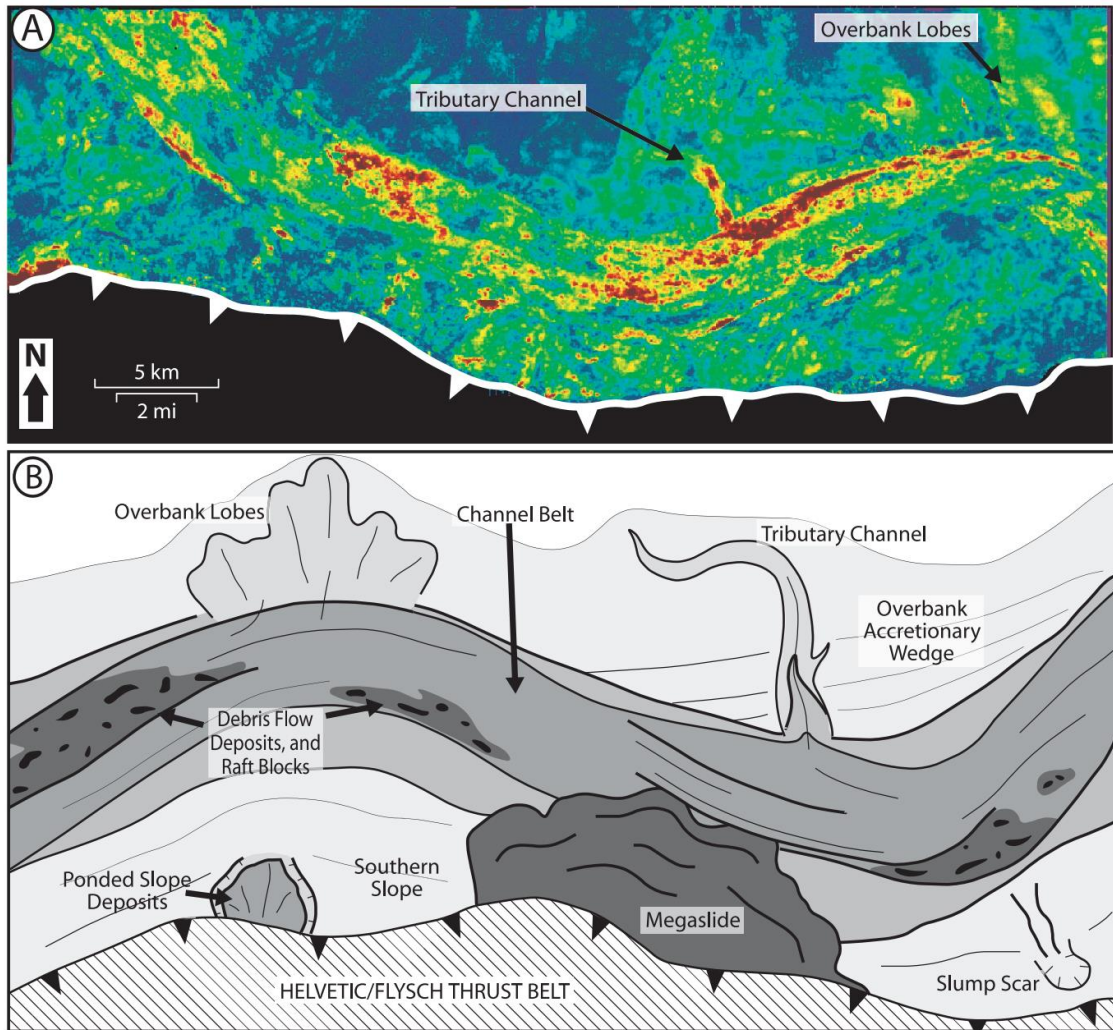 A
Overbank Lobes
Tributary Channel
N
5 km
2 mi
B
Overbank Lobes
Channel Belt
Tributary Channel
Overbank
Accretionary
Wedge
Debris Flow
Deposits, and
Raft Blocks
Ponded Slope
Deposits
Southern
Slope
Megaslide
Slump Scar
HELVETIC/FLYSCH THRUST BELT